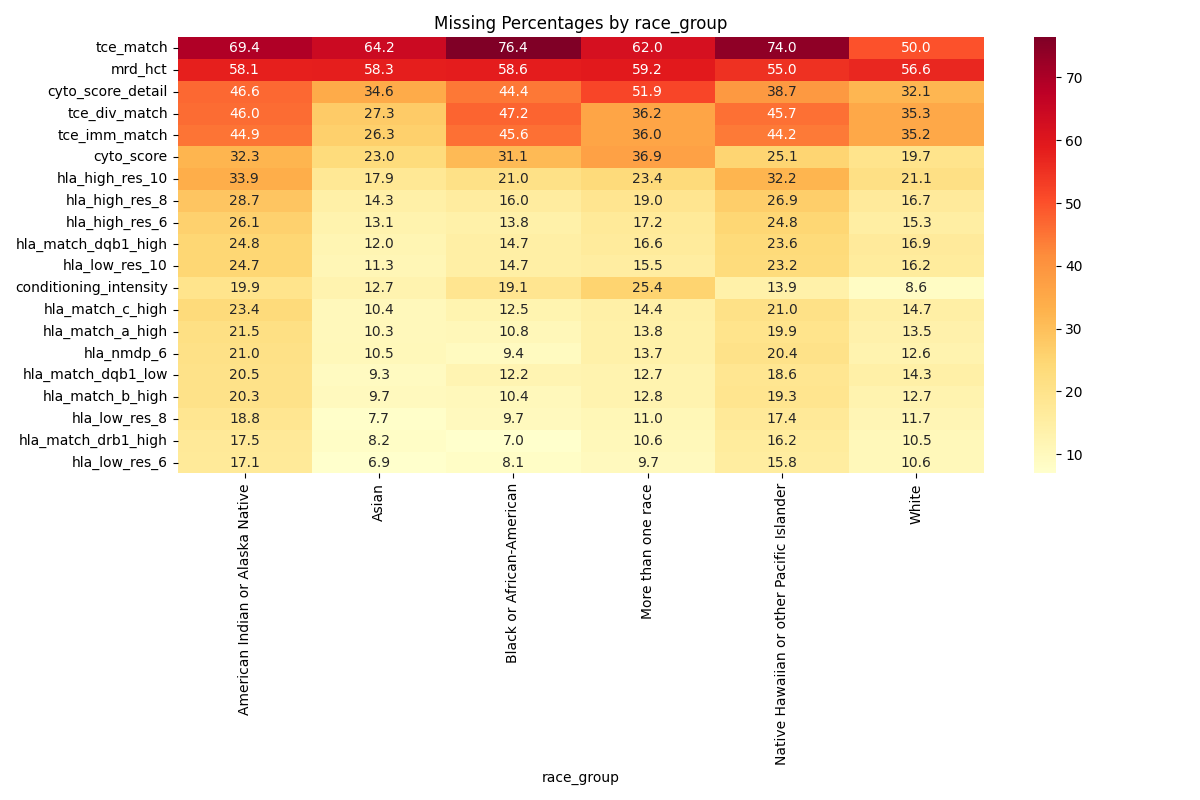 Missing Percentages by race_group
tce_match 69.4 64.2 76.4 62.0 74.0 50.0
mrd_hct 58.1 58.3 58.6 59.2 55.0 56.6
cyto_score_detail 46.6 34.6 44.4 51.9 38.7 32.1
tce_div_match 46.0 27.3 47.2 36.2 45.7 35.3
tce_imm_match 44.9 26.3 45.6 36.0 44.2 35.2
cyto_score 32.3 23.0 31.1 36.9 25.1 19.7
hla_high_res_10 33.9 17.9 21.0 23.4 32.2 21.1
hla_high_res_8 28.7 14.3 16.0 19.0 26.9 16.7
hla_high_res_6 26.1 13.1 13.8 17.2 24.8 15.3
hla_match_dqb1_high 24.8 12.0 14.7 16.6 23.6 16.9
hla_low_res_10 24.7 11.3 14.7 15.5 23.2 16.2
conditioning_intensity 19.9 12.7 19.1 25.4 13.9 8.6
hla_match_c_high 23.4 10.4 12.5 14.4 21.0 14.7
hla_match_a_high 21.5 10.3 10.8 13.8 19.9 13.5
hla_nmdp_6 21.0 10.5 9.4 13.7 20.4 12.6
hla_match_dqb1_low 20.5 9.3 12.2 12.7 18.6 14.3
hla_match_b_high 20.3 9.7 10.4 12.8 19.3 12.7
hla_low_res_8 18.8 7.7 9.7 11.0 17.4 11.7
hla_match_drb1_high 17.5 8.2 7.0 10.6 16.2 10.5
hla_low_res_6 17.1 6.9 8.1 9.7 15.8 10.6
American Indian or Alaska Native
Asian
Black or African-American
More than one race
Native Hawaiian or other Pacific Islander
White
race_group
70
60
50
40
30
20
10